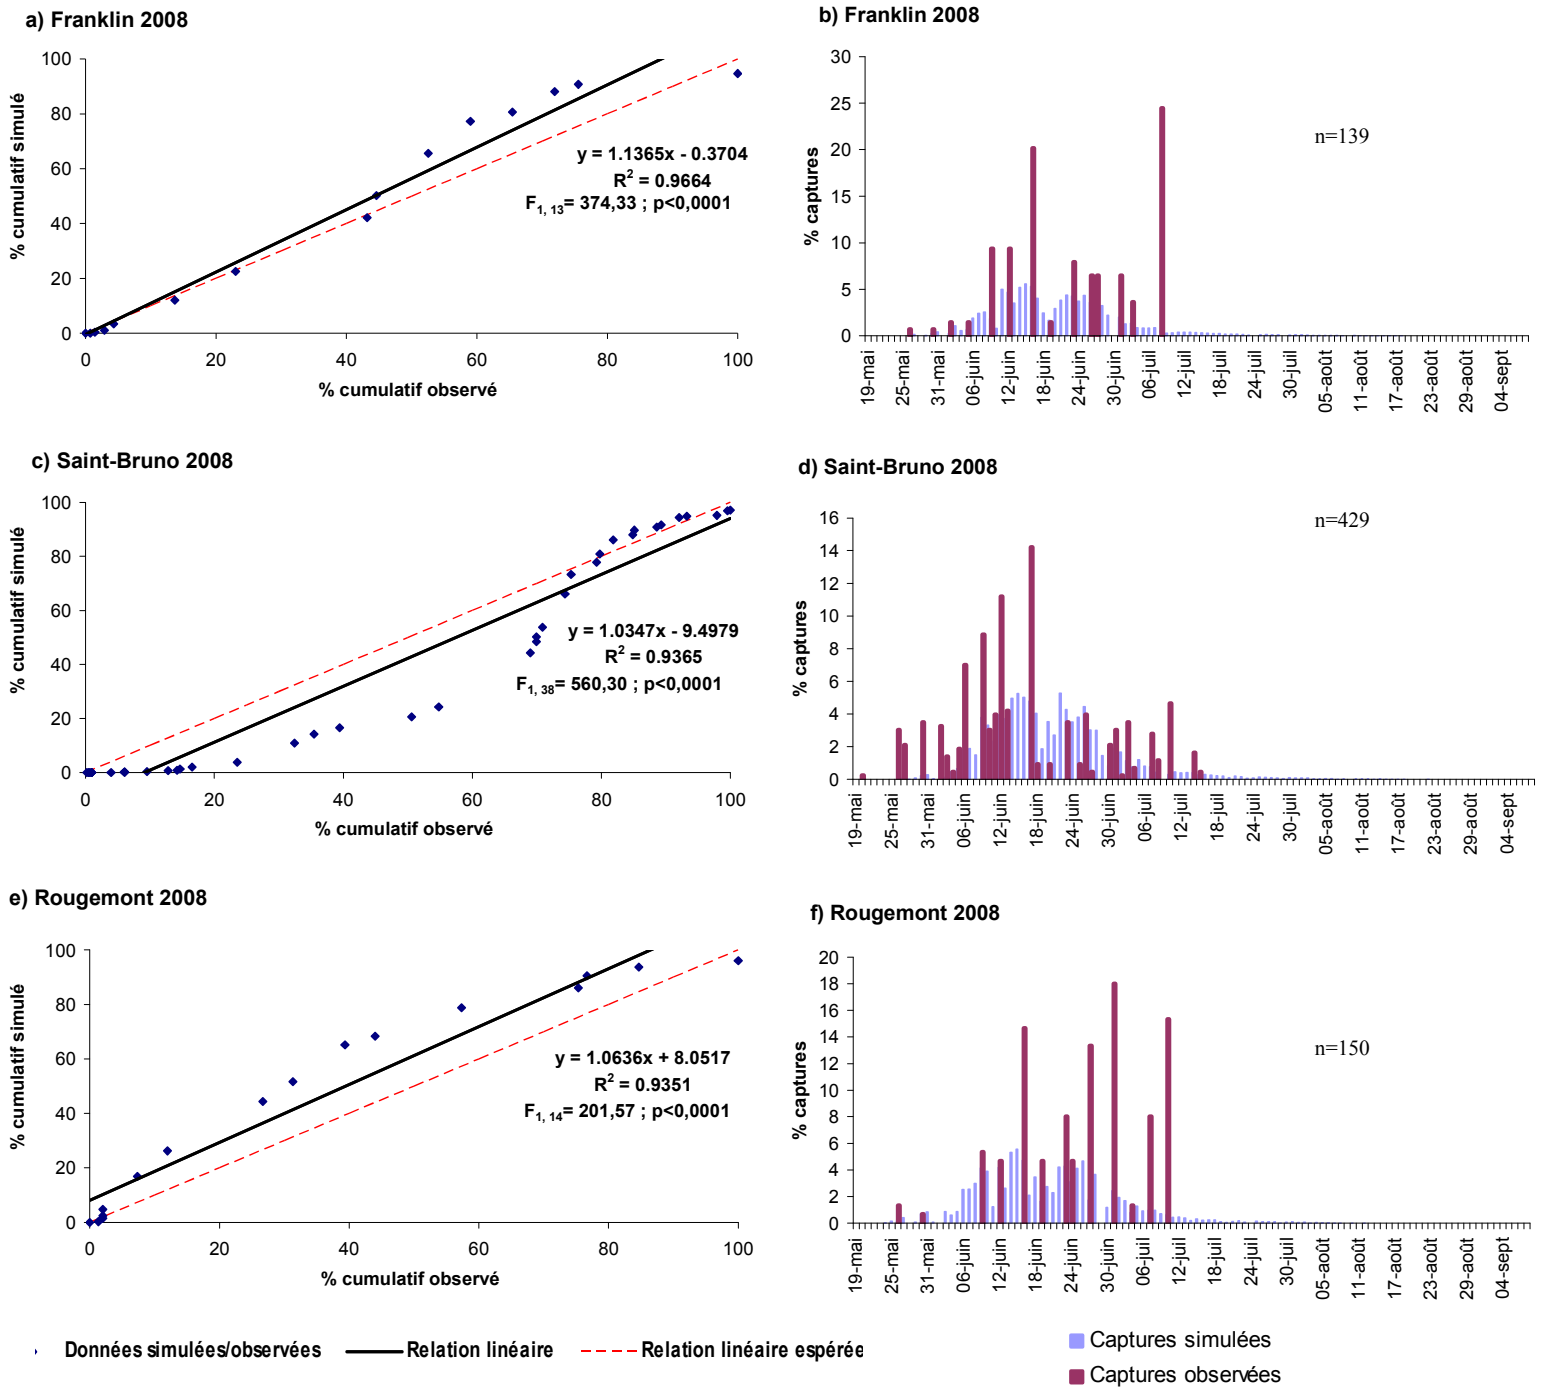 a) Franklin 2008
100
80
60
40
20
0
0 20 40 60 80 100
% cumulatif simulé
% cumulatif observé
y = 1.1365x - 0.3704
R² = 0.9664
F1, 13= 374,33 ; p<0,0001
b) Franklin 2008
30
25
20
15
10
5
0
% captures
n=139
19-mai 25-mai 31-mai 06-juin 12-juin 18-juin 24-juin 30-juin 06-juil 12-juil 18-juil 24-juil 30-juil 05-août 11-août 17-août 23-août 29-août 04-sept
c) Saint-Bruno 2008
100
80
60
40
20
0
0 20 40 60 80 100
% cumulatif simulé
% cumulatif observé
y = 1.0347x - 9.4979
R² = 0.9365
F1, 38= 560,30 ; p<0,0001
d) Saint-Bruno 2008
16
14
12
10
8
6
4
2
0
% captures
n=429
19-mai 25-mai 31-mai 06-juin 12-juin 18-juin 24-juin 30-juin 06-juil 12-juil 18-juil 24-juil 30-juil 05-août 11-août 17-août 23-août 29-août 04-sept
e) Rougemont 2008
100
80
60
40
20
0
0 20 40 60 80 100
% cumulatif simulé
% cumulatif observé
y = 1.0636x + 8.0517
R² = 0.9351
F1, 14= 201,57 ; p<0,0001
f) Rougemont 2008
20
18
16
14
12
10
8
6
4
2
0
% captures
n=150
19-mai 25-mai 31-mai 06-juin 12-juin 18-juin 24-juin 30-juin 06-juil 12-juil 18-juil 24-juil 30-juil 05-août 11-août 17-août 23-août 29-août 04-sept
Données simulées/observées Relation linéaire Relation linéaire espérée
Captures simulées
Captures observées